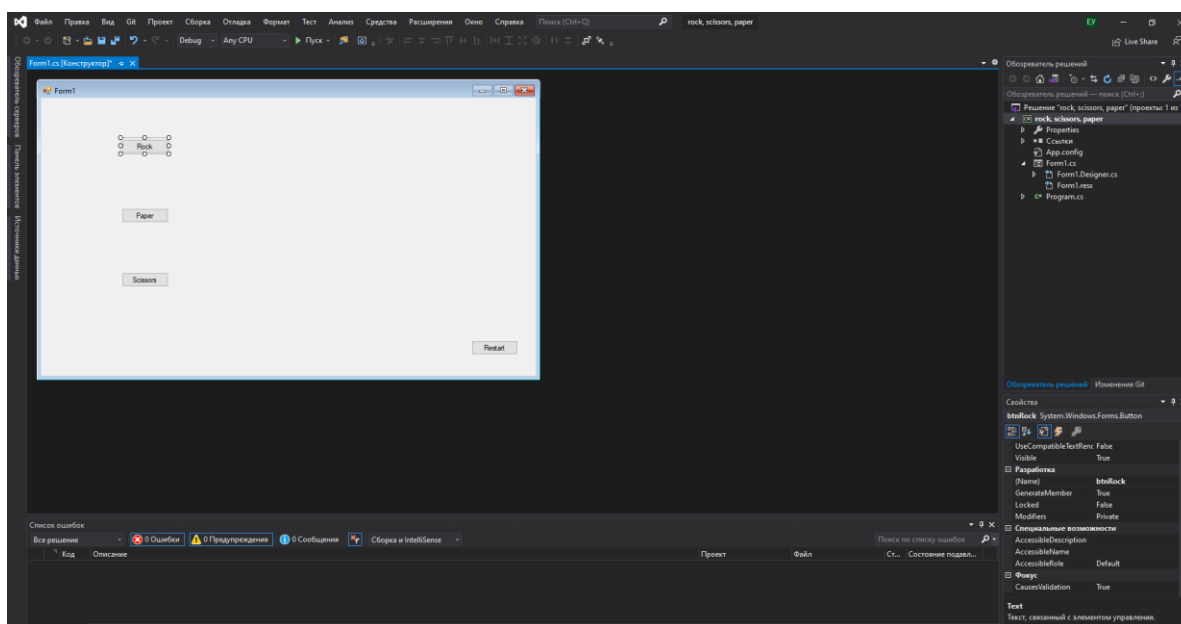 Файл Правка Вид Git Проект Сборка Отладка Формат Тест Анализ Средства Расширения Окно Справка Поиск (Ctrl+Q) rock, scissors, paper ЕУ
Debug Any CPU Пуск Live Share
Обозреватель серверов
Панель элементов
Источники данных
Form1.cs [Конструктор]*
Form1
Rock
Paper
Scissors
Restart
Обозреватель решений
Обозреватель решений — поиск (Ctrl+;)
Решение "rock, scissors, paper" (проекты: 1 из
rock, scissors, paper
Properties
Ссылки
App.config
Form1.cs
Form1.Designer.cs
Form1.resx
Program.cs
Обозреватель решений Изменения Git
Свойства
btnRock System.Windows.Forms.Button
UseCompatibleTextRenc False
Visible True
Разработка
(Name) btnRock
GenerateMember True
Locked False
Modifiers Private
Специальные возможности
AccessibleDescription
AccessibleName
AccessibleRole Default
Фокус
CausesValidation True
Text
Текст, связанный с элементом управления.
Список ошибок
Все решение 0 Ошибки 0 Предупреждения 0 Сообщения Сборка и IntelliSense Поиск по списку ошибок
Код Описание Проект Файл Ст... Состояние подавл...